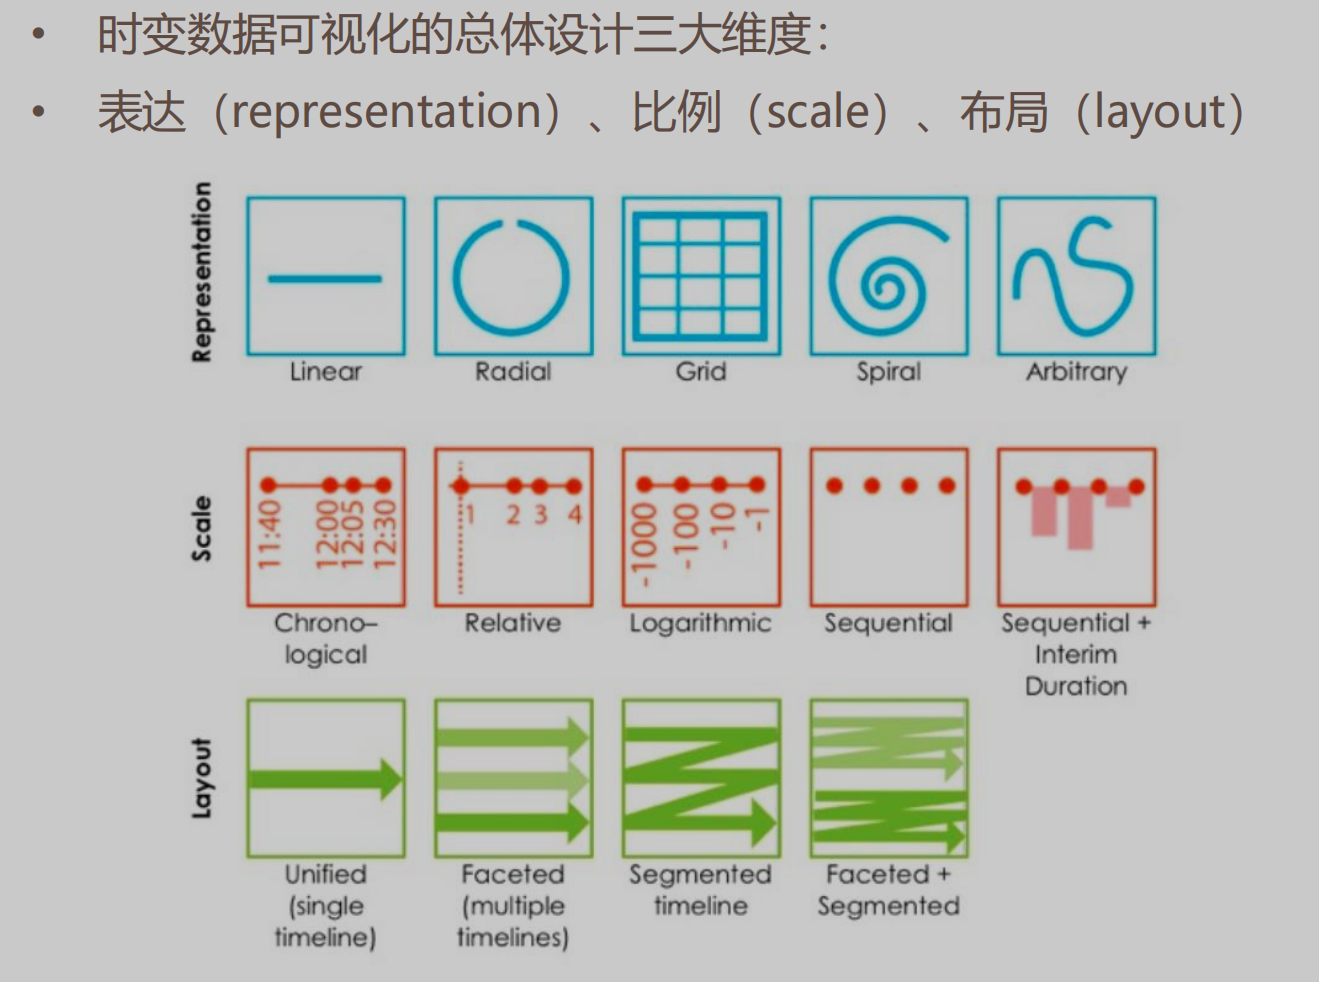 • 时变数据可视化的总体设计三大维度：
• 表达（representation）、比例（scale）、布局（layout）
Representation
Linear
Radial
Grid
Spiral
Arbitrary
Scale
11:40
12:00
12:05
12:30
1 2 3 4
-1000
-100
-10
-1
Chrono–
logical
Relative
Logarithmic
Sequential
Sequential +
Interim
Duration
Layout
Unified
(single
timeline)
Faceted
(multiple
timelines)
Segmented
timeline
Faceted +
Segmented